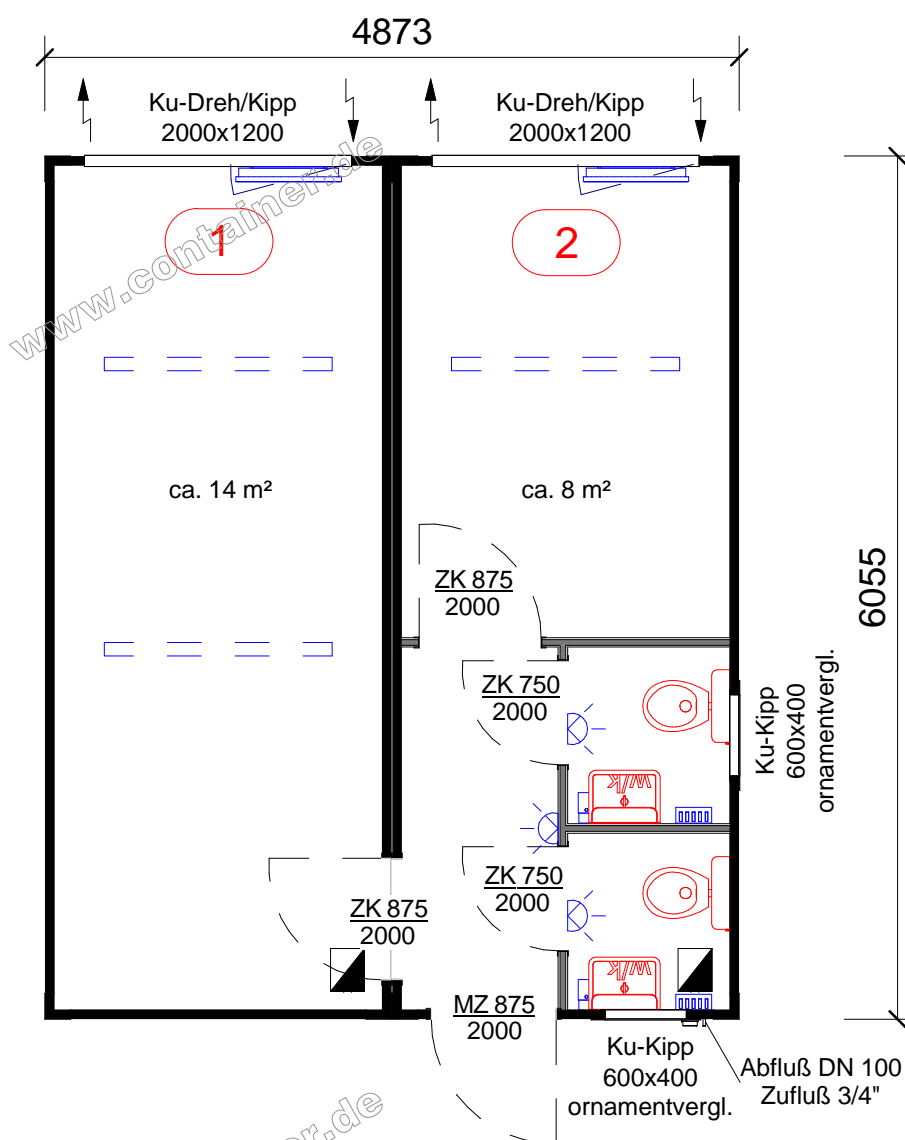 4873
Ku-Dreh/Kipp
2000x1200
Ku-Dreh/Kipp
2000x1200
www.container.de
1
2
ca. 14 m²
ca. 8 m²
6055
ZK 875
2000
ZK 750
2000
Ku-Kipp
600x400
ornamentvergl.
W/K
ZK 750
2000
ZK 875
2000
W/K
MZ 875
2000
Ku-Kipp
600x400
ornamentvergl.
Abfluß DN 100
Zufluß 3/4"
ner.de